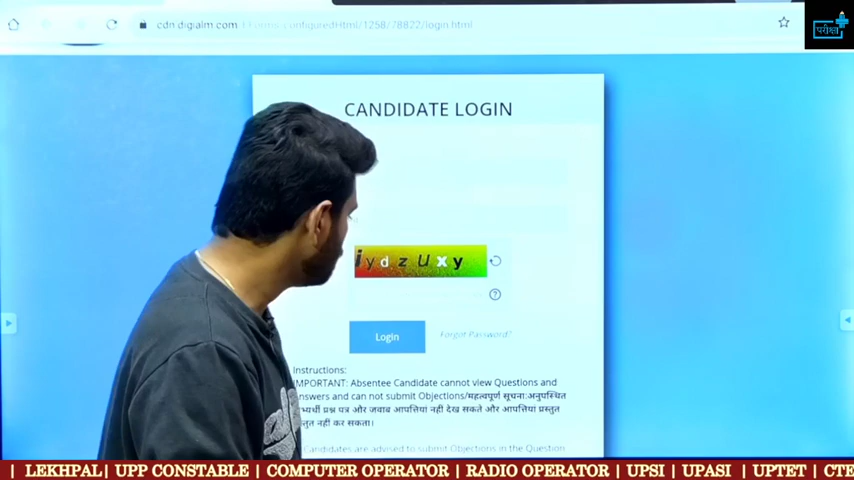 cdn.digialm.com
परीक्षा
CANDIDATE LOGIN
iydzuxy
Login Forgot Password?
Instructions:
IMPORTANT: Absentee Candidate cannot view Questions and
nswers and can not submit Objections/महत्वपूर्ण सूचना:अनुपस्थित
भ्यर्थी प्रश्न पत्र और जवाब आपत्तियां नहीं देख सकते और आपत्तियां प्रस्तुत
तुत नहीं कर सकता।
Candidates are advised to submit Objections in the Question
| LEKHPAL| UPP CONSTABLE | COMPUTER OPERATOR | RADIO OPERATOR | UPSI | UPASI | UPTET | CTE